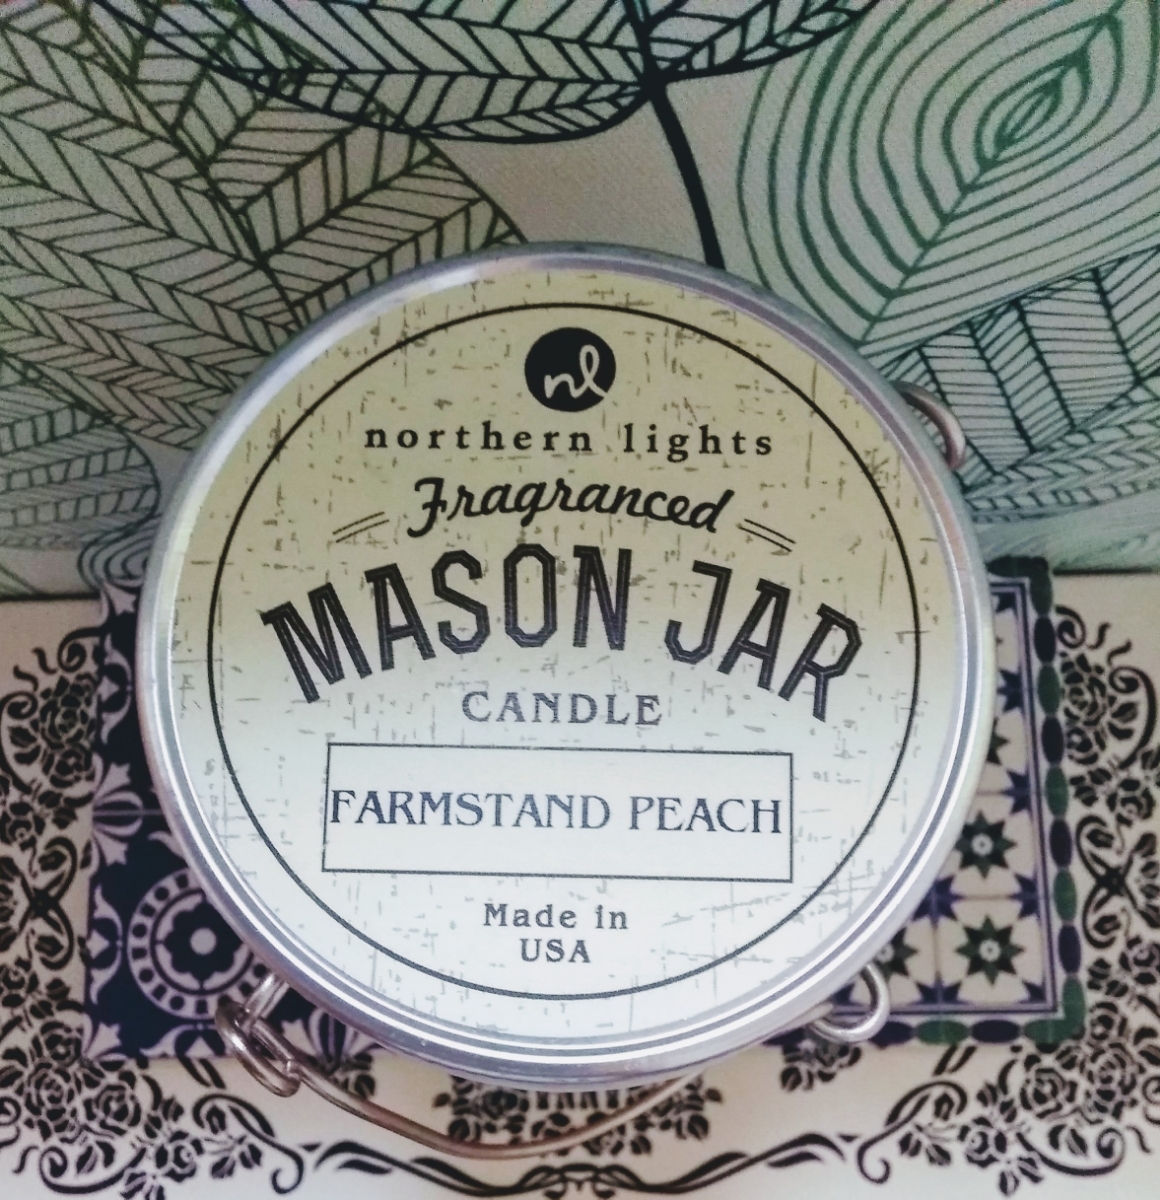 nl
northern lights
Fragranced
MASON JAR
CANDLE
FARMSTAND PEACH
Made in
USA